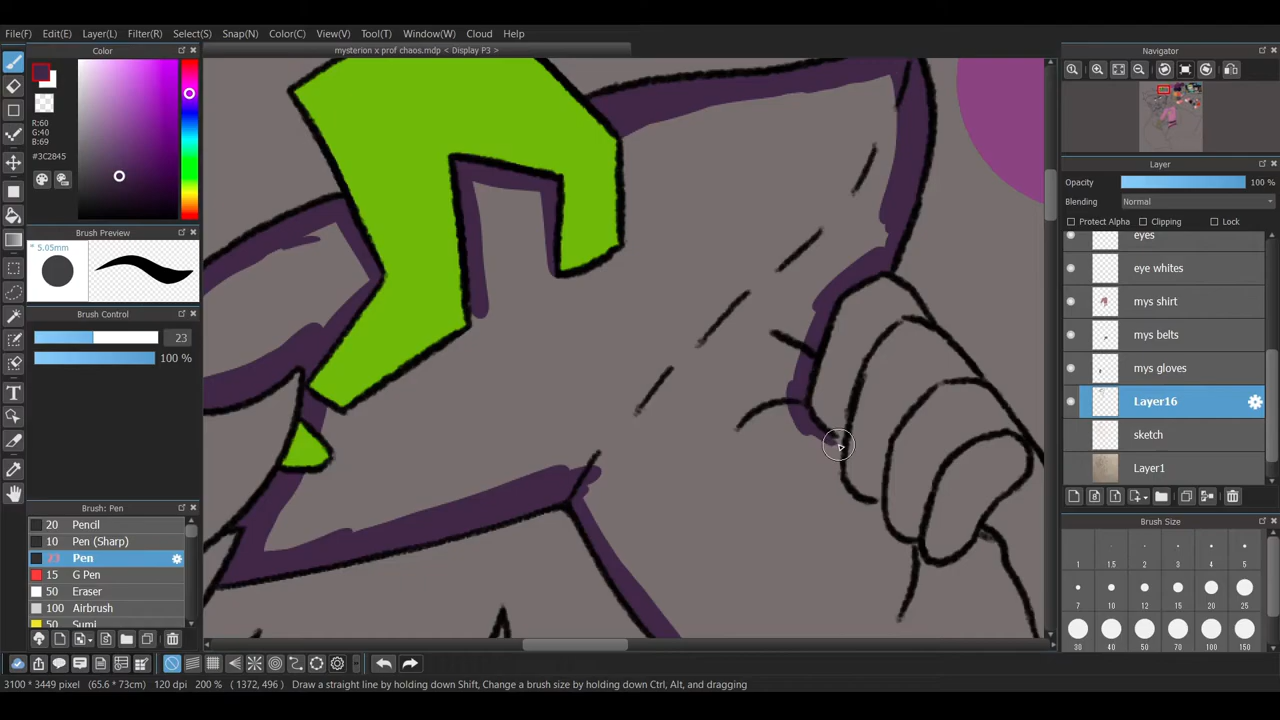 File(F) Edit(E) Layer(L) Filter(R) Select(S) Snap(N) Color(C) View(V) Tool(T) Window(W) Cloud Help
mysterion x prof chaos.mdp < Display P3 >
Color
R:60
G:40
B:69
#3C2845
Brush Preview
* 5.05mm
Brush Control
23
100 %
Brush: Pen
20 Pencil
10 Pen (Sharp)
23 Pen
15 G Pen
50 Eraser
100 Airbrush
50 Sumi
Navigator
Layer
Opacity 100 %
Blending Normal
Protect Alpha Clipping Lock
eyes
eye whites
mys shirt
mys belts
mys gloves
Layer16
sketch
Layer1
Brush Size
1 1.5 2 3 4 5
7 10 12 15 20 25
30 40 50 70 100 150
3100 * 3449 pixel (65.6 * 73cm) 120 dpi 200 % ( 1372, 496 ) Draw a straight line by holding down Shift, Change a brush size by holding down Ctrl, Alt, and dragging